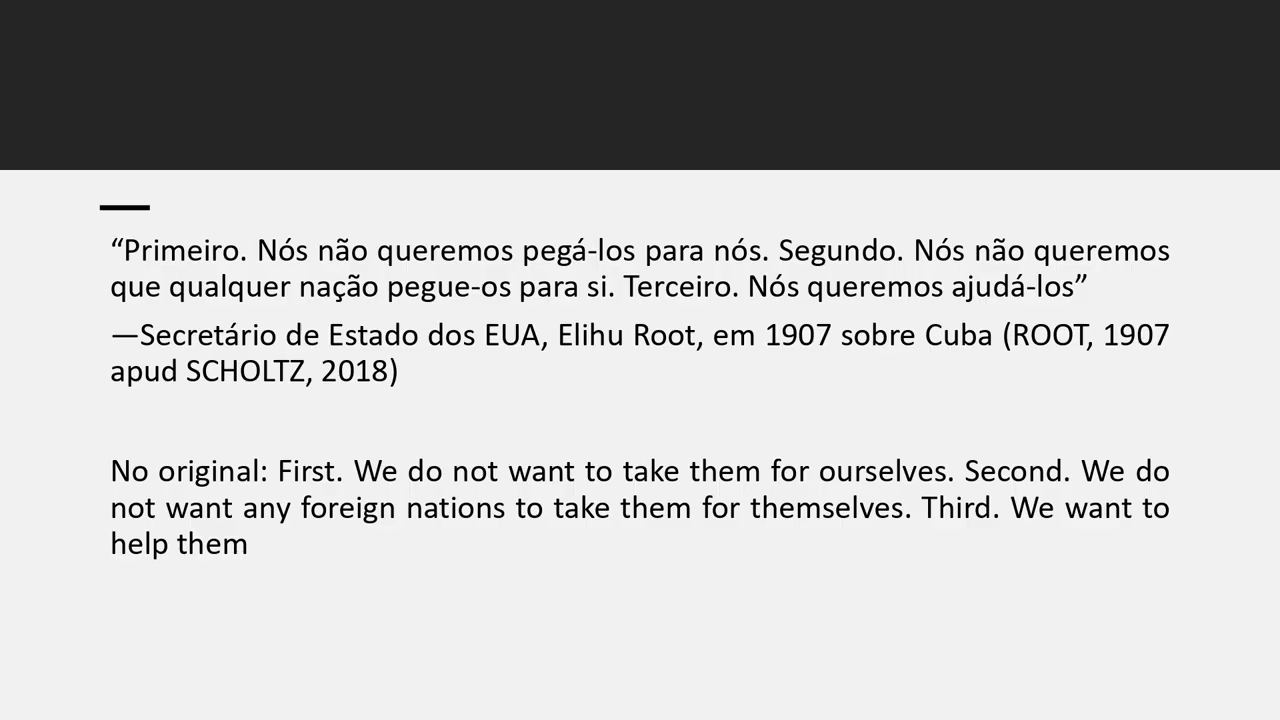 “Primeiro. Nós não queremos pegá-los para nós. Segundo. Nós não queremos
que qualquer nação pegue-os para si. Terceiro. Nós queremos ajudá-los”
—Secretário de Estado dos EUA, Elihu Root, em 1907 sobre Cuba (ROOT, 1907
apud SCHOLTZ, 2018)
No original: First. We do not want to take them for ourselves. Second. We do
not want any foreign nations to take them for themselves. Third. We want to
help them